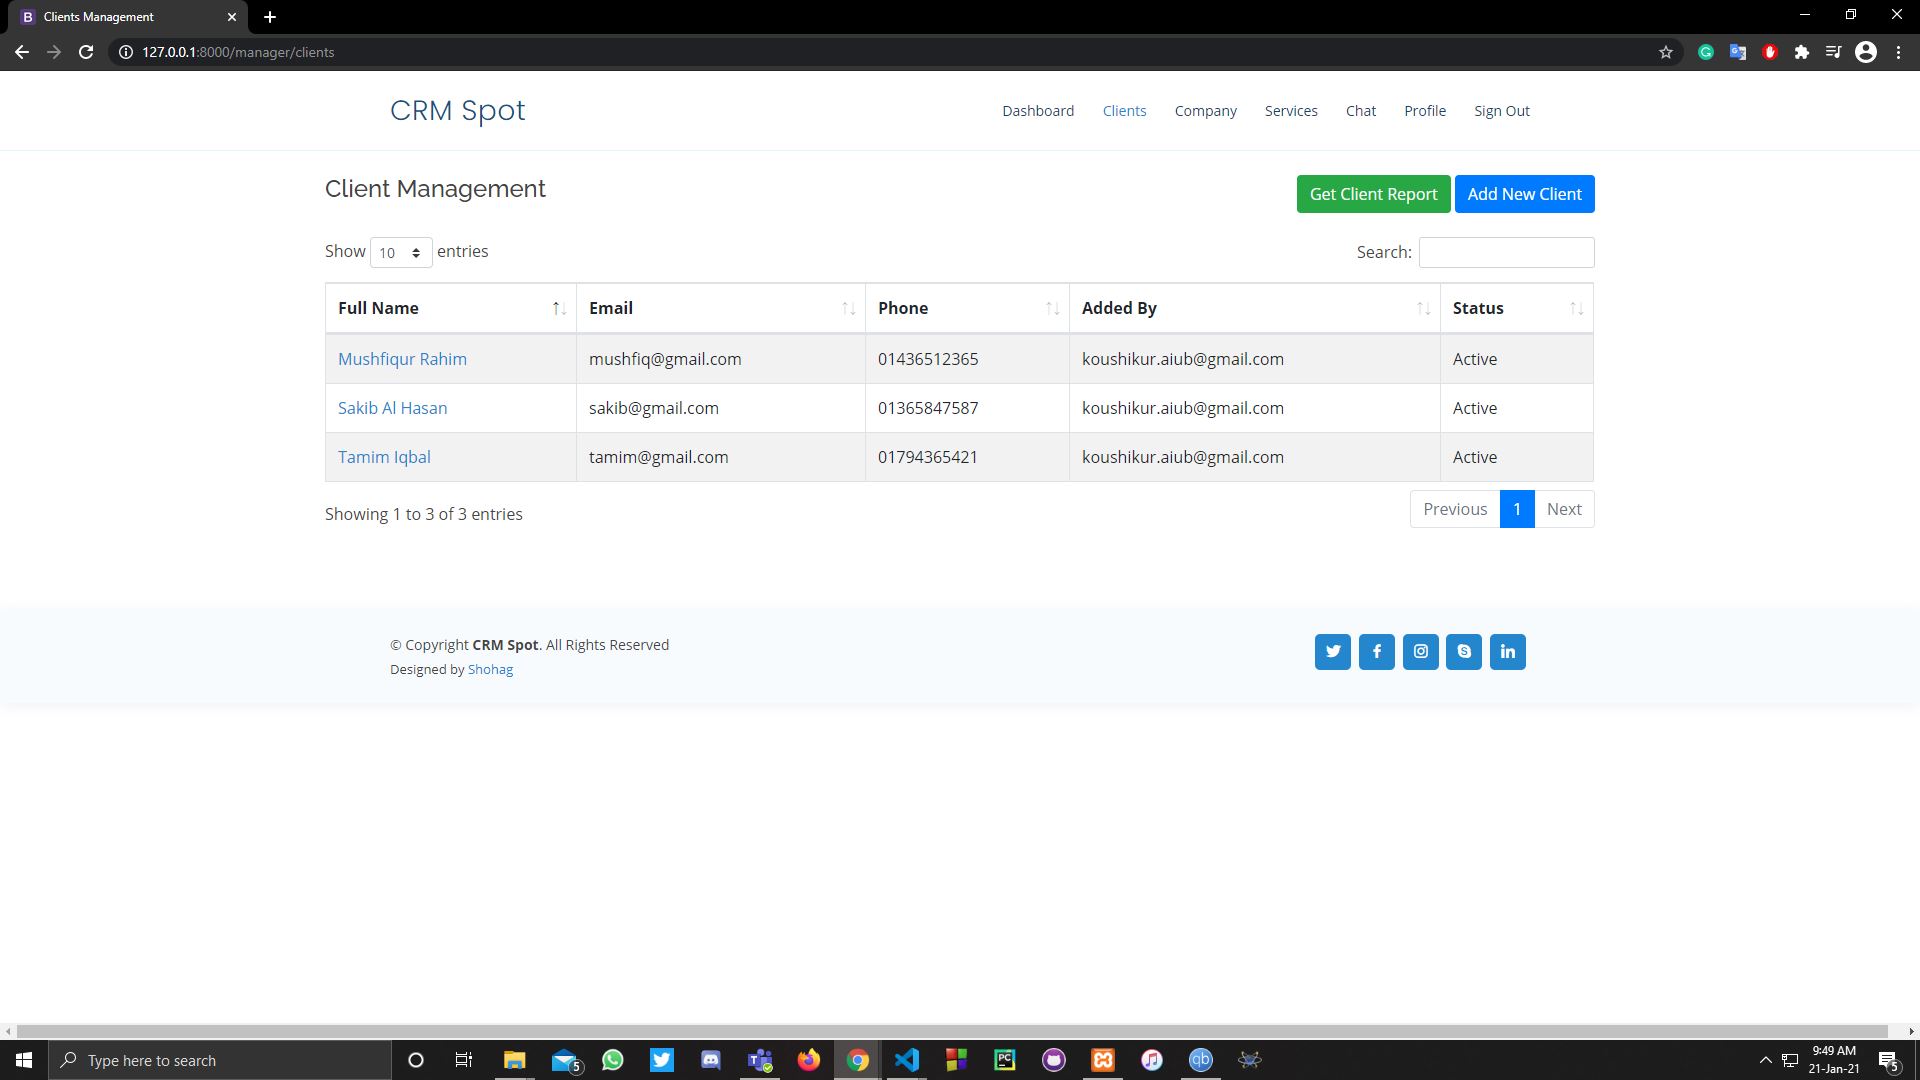 Clients Management
127.0.0.1:8000/manager/clients
CRM Spot
Dashboard Clients Company Services Chat Profile Sign Out
Client Management
Get Client Report Add New Client
Show 10 entries
Search:
Full Name Email Phone Added By Status
Mushfiqur Rahim mushfiq@gmail.com 01436512365 koushikur.aiub@gmail.com Active
Sakib Al Hasan sakib@gmail.com 01365847587 koushikur.aiub@gmail.com Active
Tamim Iqbal tamim@gmail.com 01794365421 koushikur.aiub@gmail.com Active
Showing 1 to 3 of 3 entries
Previous 1 Next
© Copyright CRM Spot. All Rights Reserved
Designed by Shohag
Type here to search
5
PC
qb
9:49 AM
21-Jan-21
5